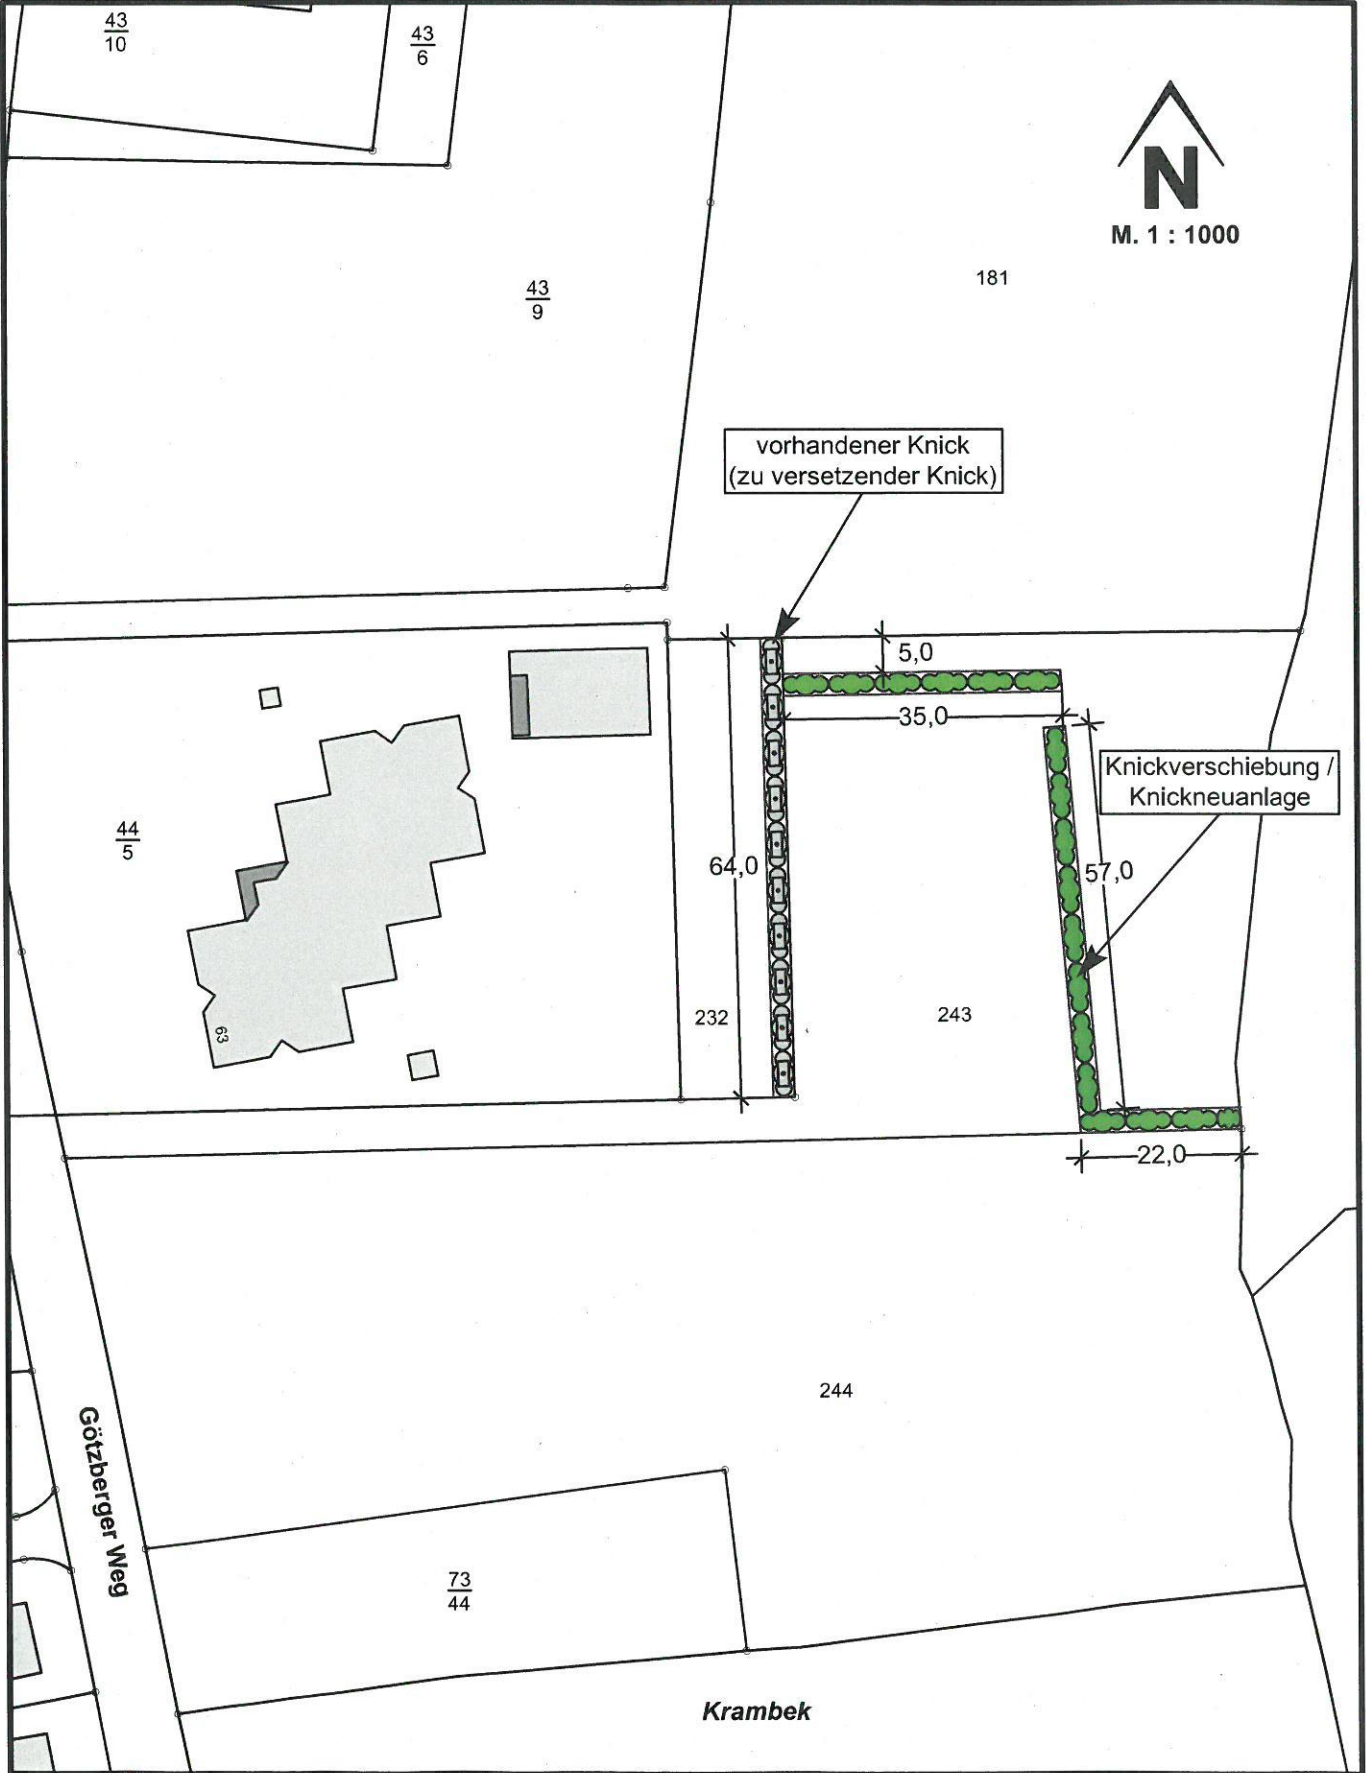 43
10
43
6
N
M. 1 : 1000
181
43
9
vorhandener Knick
(zu versetzender Knick)
5,0
35,0
Knickverschiebung /
Knickneuanlage
44
5
64,0
57,0
232
243
63
22,0
244
Götzberger Weg
73
44
Krambek